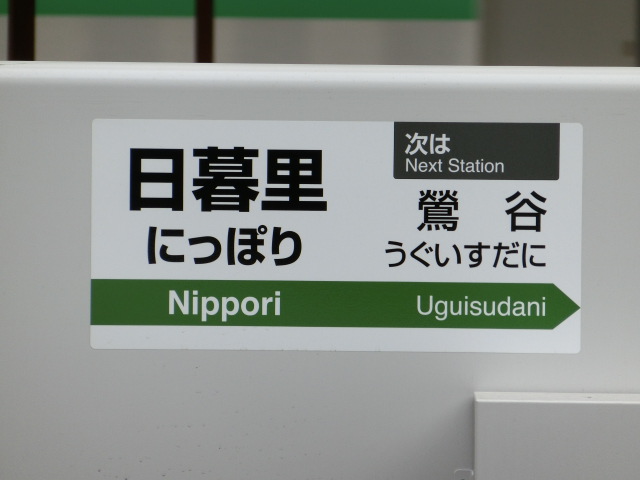 日暮里
にっぽり
Nippori
次は
Next Station
鶯谷
うぐいすだに
Uguisudani